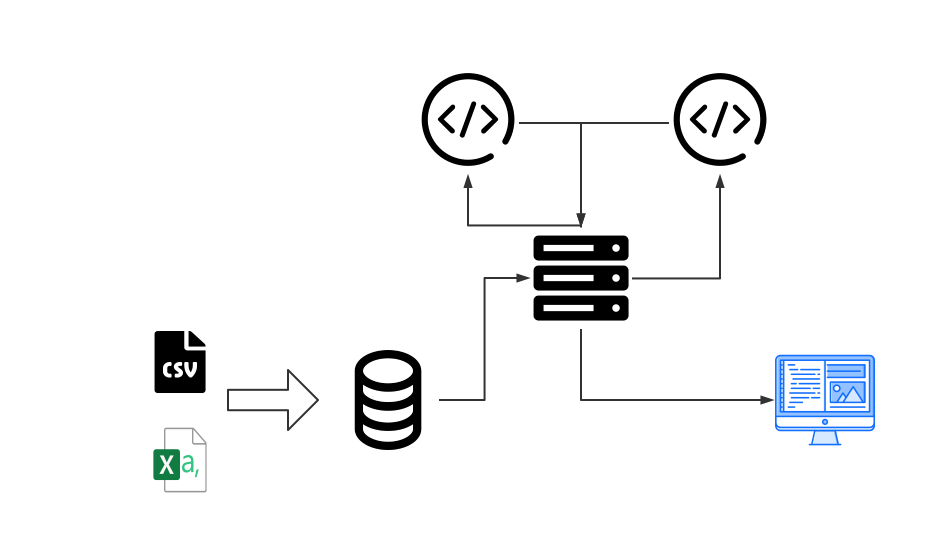 </>
</>
CSV
X a,